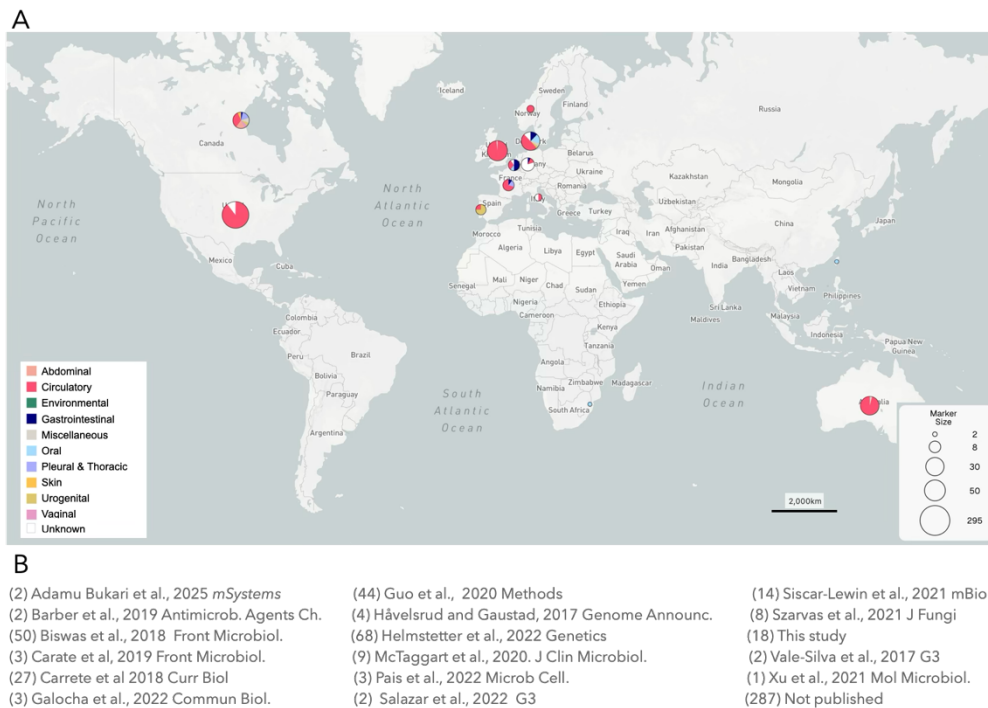 A
Iceland
Sweden
Finland
Norway
Russia
Canada
Belarus
Ukraine
France
Romania
Kazakhstan
Mongolia
North
Pacific
Ocean
North
Atlantic
Ocean
Spain
Italy
Greece
Turkey
Uzbekistan
Japan
Morocco
Tunisia
Iraq
Iran
Afghanistan
Pakistan
China
Mexico
Cuba
Algeria
Libya
Egypt
Saudi
Arabia
Oman
India
Bangladesh
Laos
Senegal
Mali
Niger
Chad
Sudan
Yemen
Vietnam
Philippines
Nigeria
Cameroon
Ethiopia
Sri Lanka
Maldives
Malaysia
Colombia
Ecuador
Kenya
Indonesia
Papua New
Guinea
Peru
Brazil
Tanzania
Bolivia
Angola
Paraguay
Namibia
Zimbabwe
Madagascar
South
Atlantic
Ocean
Indian
Ocean
South Africa
Argentina
Abdominal
Circulatory
Environmental
Gastrointestinal
Miscellaneous
Oral
Pleural & Thoracic
Skin
Urogenital
Vaginal
Unknown
Marker
Size
2
8
30
50
295
2,000km
B
(2) Adamu Bukari et al., 2025 mSystems
(2) Barber et al., 2019 Antimicrob. Agents Ch.
(50) Biswas et al., 2018 Front Microbiol.
(3) Carate et al, 2019 Front Microbiol.
(27) Carrete et al 2018 Curr Biol
(3) Galocha et al., 2022 Commun Biol.
(44) Guo et al., 2020 Methods
(4) Håvelsrud and Gaustad, 2017 Genome Announc.
(68) Helmstetter et al., 2022 Genetics
(9) McTaggart et al., 2020. J Clin Microbiol.
(3) Pais et al., 2022 Microb Cell.
(2) Salazar et al., 2022 G3
(14) Siscar-Lewin et al., 2021 mBio
(8) Szarvas et al., 2021 J Fungi
(18) This study
(2) Vale-Silva et al., 2017 G3
(1) Xu et al., 2021 Mol Microbiol.
(287) Not published